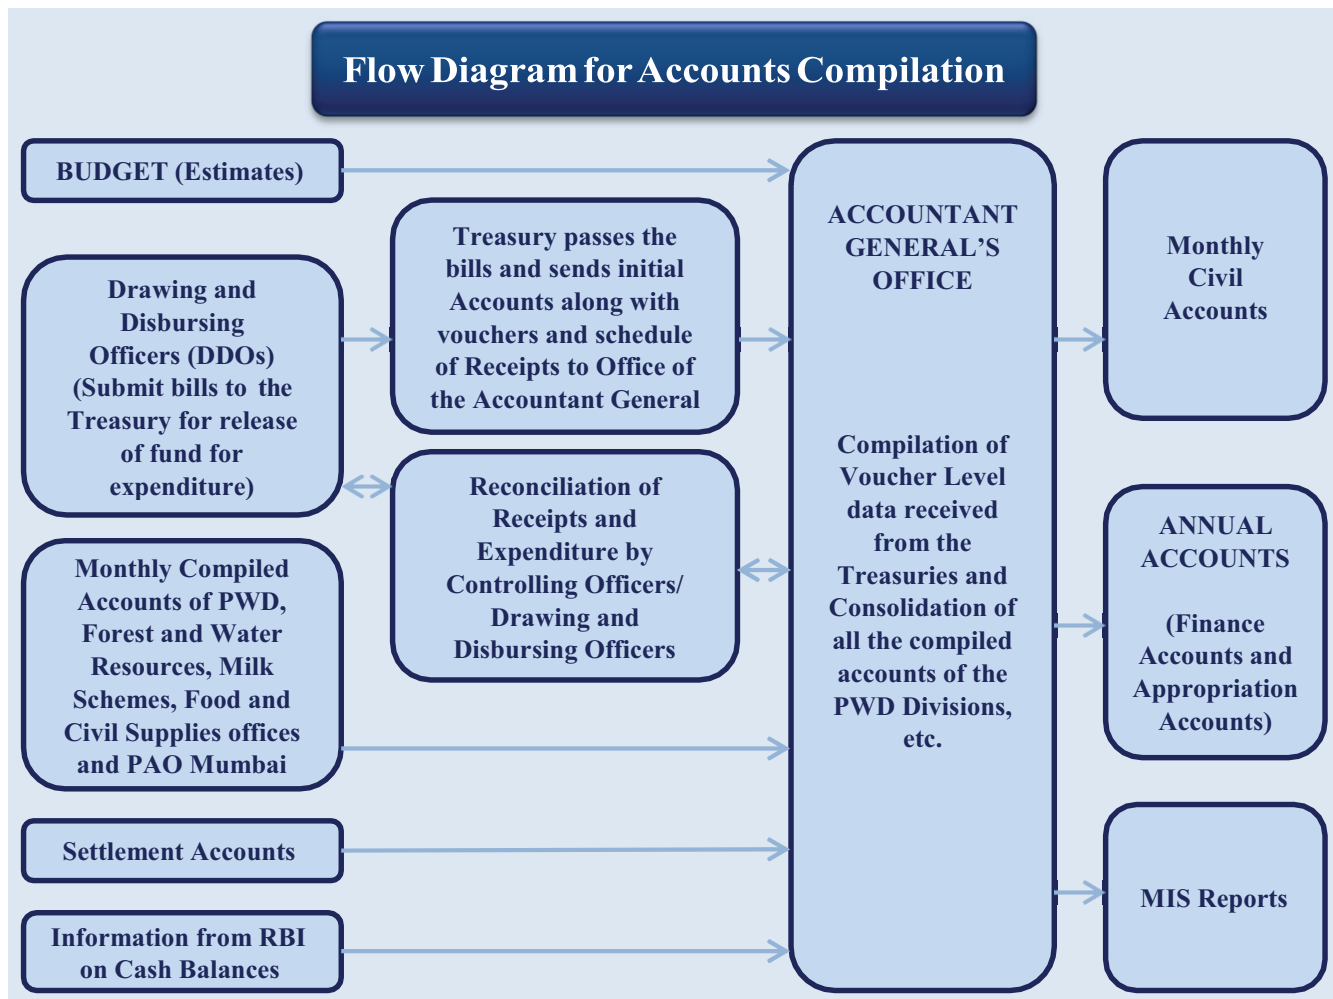 Flow Diagram for Accounts Compilation
BUDGET (Estimates)
Drawing and
Disbursing
Officers (DDOs)
(Submit bills to the
Treasury for release
of fund for
expenditure)
Monthly Compiled
Accounts of PWD,
Forest and Water
Resources, Milk
Schemes, Food and
Civil Supplies offices
and PAO Mumbai
Settlement Accounts
Information from RBI
on Cash Balances
Treasury passes the
bills and sends initial
Accounts along with
vouchers and schedule
of Receipts to Office of
the Accountant General
Reconciliation of
Receipts and
Expenditure by
Controlling Officers/
Drawing and
Disbursing Officers
ACCOUNTANT
GENERAL’S
OFFICE
Compilation of
Voucher Level
data received
from the
Treasuries and
Consolidation of
all the compiled
accounts of the
PWD Divisions,
etc.
Monthly
Civil
Accounts
ANNUAL
ACCOUNTS
(Finance
Accounts and
Appropriation
Accounts)
MIS Reports